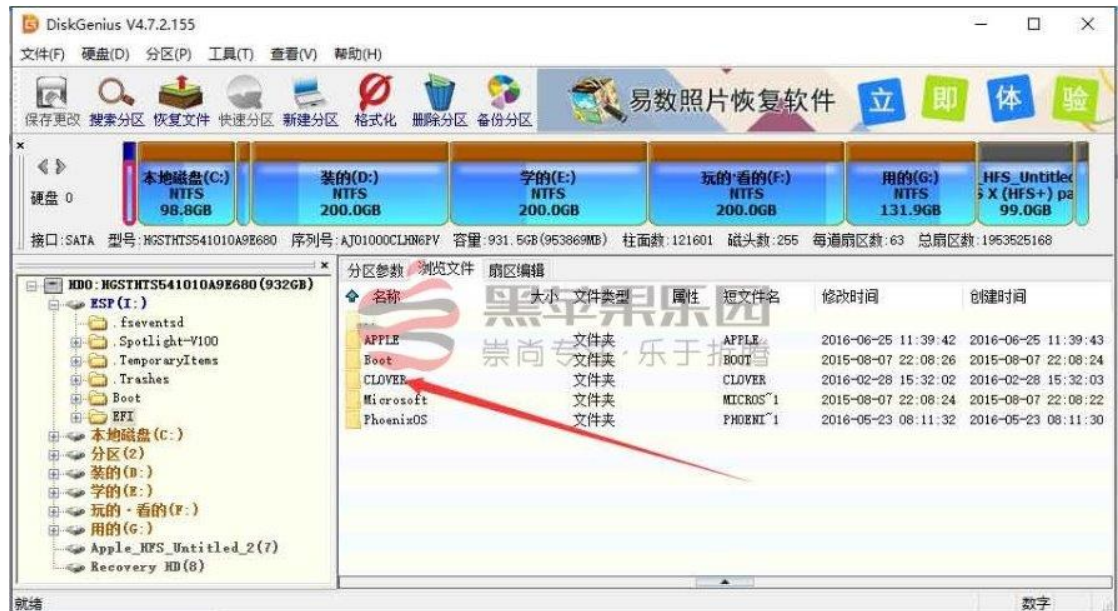 DiskGenius V4.7.2.155
文件(F) 硬盘(D) 分区(P) 工具(T) 查看(V) 帮助(H)
保存更改 搜索分区 恢复文件 快速分区 新建分区 格式化 删除分区 备份分区 易数照片恢复软件 立 即 体 验
硬盘 0
本地磁盘(C:) 装的(D:) 学的(E:) 玩的·看的(F:) 用的(G:) HFS_Untitled
NTFS NTFS NTFS NTFS NTFS S X (HFS+) pa
98.8GB 200.0GB 200.0GB 200.0GB 131.9GB 99.0GB
接口:SATA 型号:HGSTHTS541010A9E680 序列号:AJ01000CLHN6PV 容量:931.5GB(953869MB) 柱面数:121601 磁头数:255 每道扇区数:63 总扇区数:1953525168
HD0:HGSTHTS541010A9E680(932GB)
ESP(I:)
.fseventsd
.Spotlight-V100
.TemporaryItems
.Trashes
Boot
EFI
本地磁盘(C:)
分区(2)
装的(D:)
学的(E:)
玩的·看的(F:)
用的(G:)
Apple_HFS_Untitled_2(7)
Recovery HD(8)
分区参数 浏览文件 扇区编辑
名称 大小 文件类型 属性 短文件名 修改时间 创建时间
..
APPLE 文件夹 APPLE 2016-06-25 11:39:42 2016-06-25 11:39:43
Boot 文件夹 BOOT 2015-08-07 22:08:26 2015-08-07 22:08:24
CLOVER 文件夹 CLOVER 2016-02-28 15:32:02 2016-02-28 15:32:03
Microsoft 文件夹 MICROS~1 2015-08-07 22:08:24 2015-08-07 22:08:22
PhoenixOS 文件夹 PHOENI~1 2016-05-23 08:11:32 2016-05-23 08:11:30
黑苹果乐园
崇尚专业·乐于折腾
就绪 数字